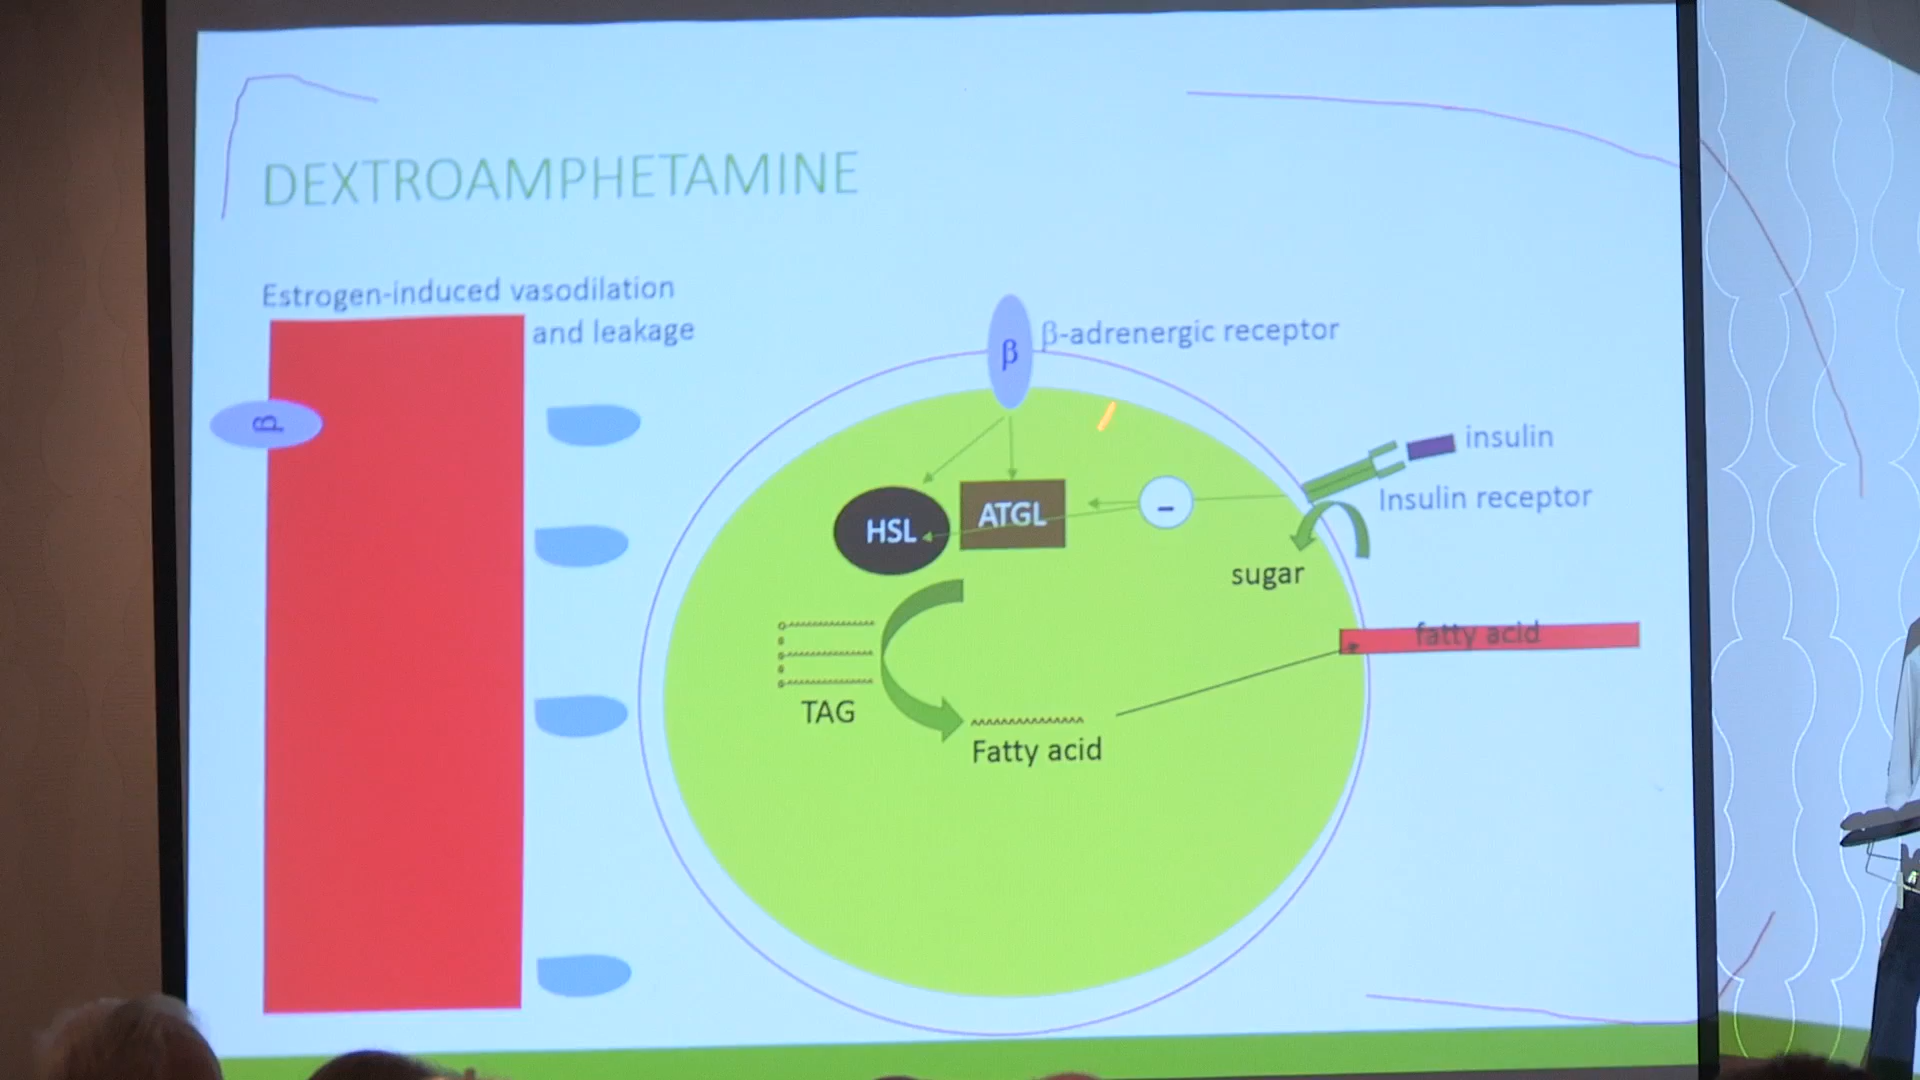 DEXTROAMPHETAMINE
Estrogen-induced vasodilation
and leakage
β
β-adrenergic receptor
β
insulin
Insulin receptor
HSL
ATGL
-
sugar
fatty acid
TAG
Fatty acid